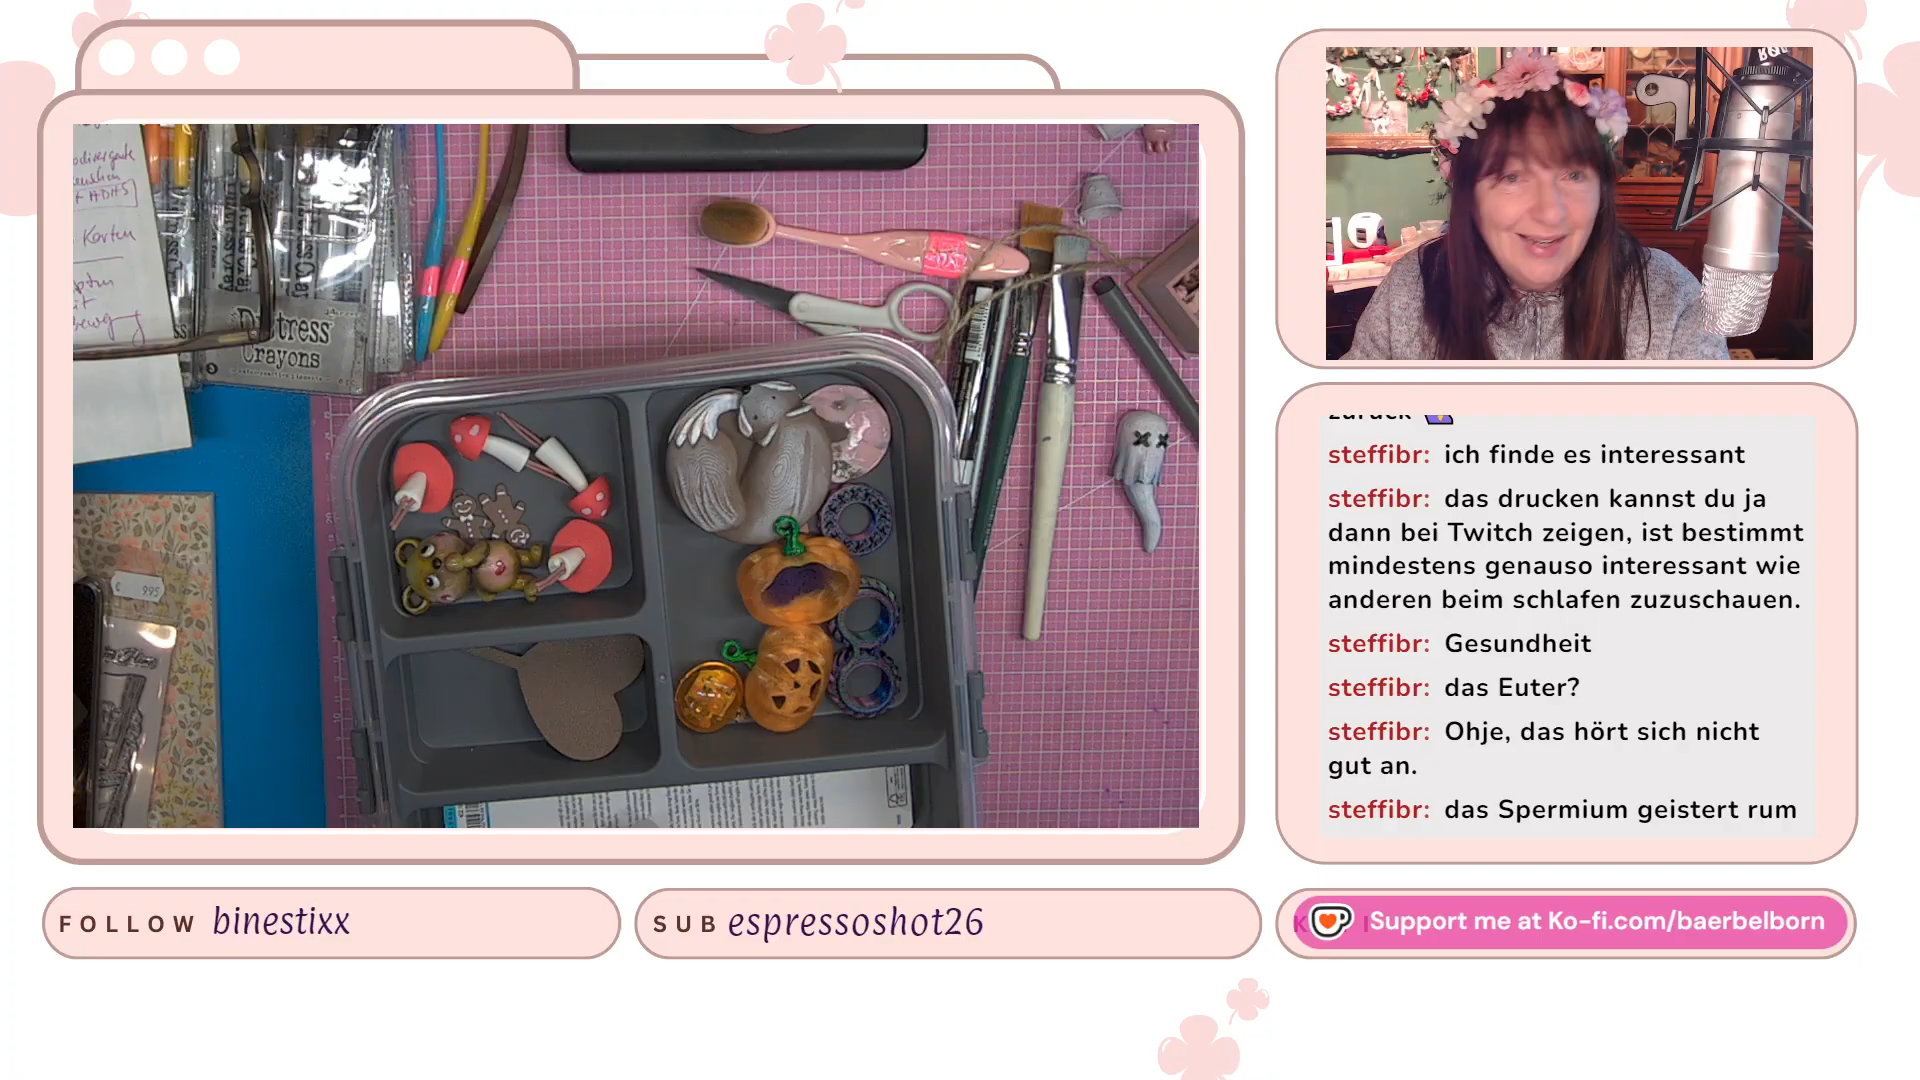 Karten
Distress
Crayons
€ 995
zurück
steffibr: ich finde es interessant
steffibr: das drucken kannst du ja
dann bei Twitch zeigen, ist bestimmt
mindestens genauso interessant wie
anderen beim schlafen zuzuschauen.
steffibr: Gesundheit
steffibr: das Euter?
steffibr: Ohje, das hört sich nicht
gut an.
steffibr: das Spermium geistert rum
FOLLOW binestixx
SUB espressoshot26
Support me at Ko-fi.com/baerbelborn